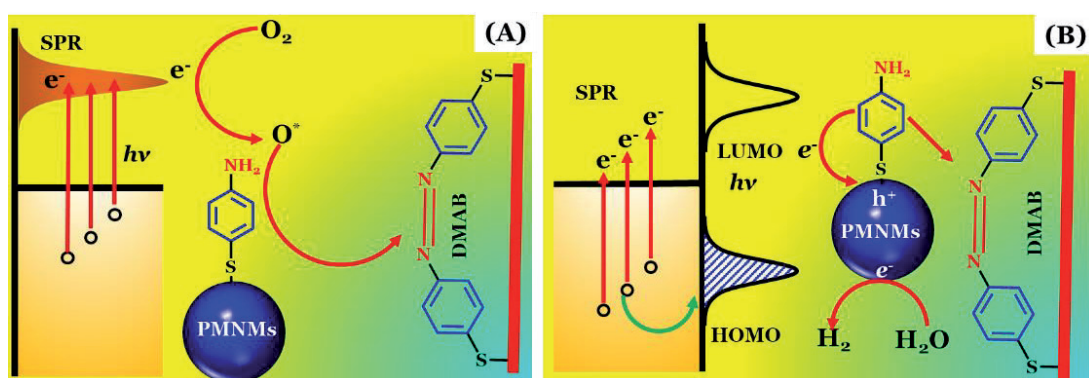 (A)
SPR
O₂
e⁻
e⁻
O*
hν
NH₂
S
PMNMs
S
N
N
S
DMAB
(B)
SPR
e⁻
e⁻
e⁻
LUMO
hν
HOMO
NH₂
e⁻
S
h⁺
PMNMs
e⁻
H₂
H₂O
S
N
N
S
DMAB